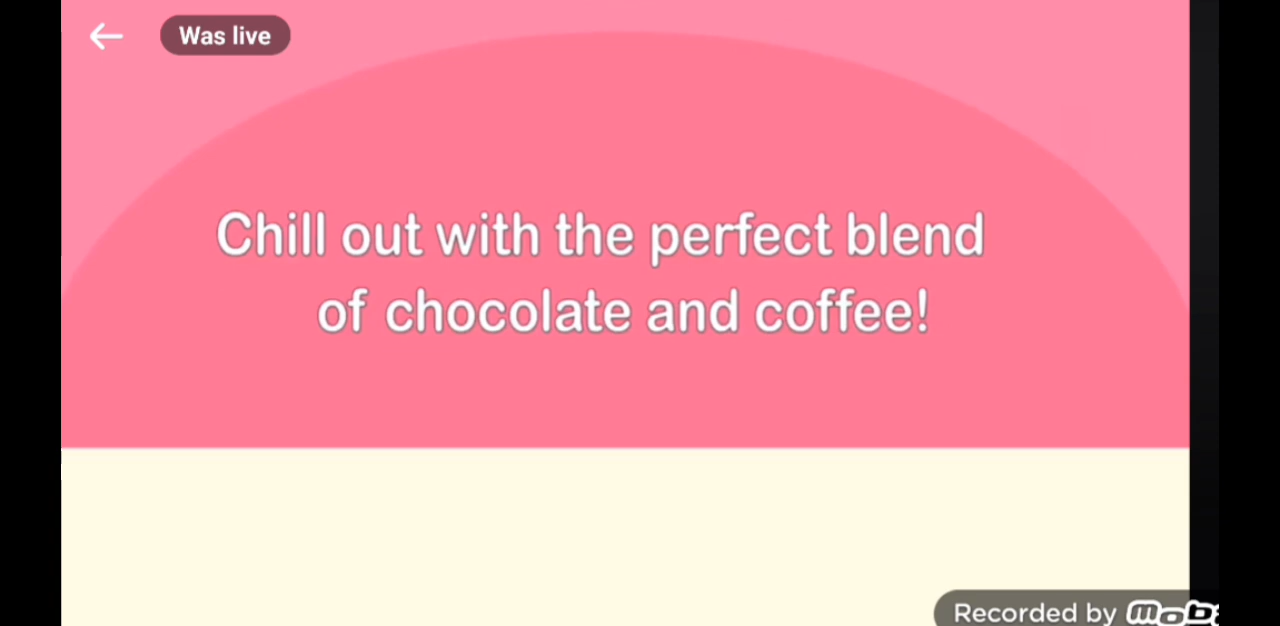 Was live
Chill out with the perfect blend
of chocolate and coffee!
Recorded by